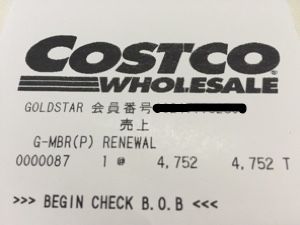 COSTCO
WHOLESALE
GOLDSTAR 会員番号
売上
G-MBR(P) RENEWAL
0000087 1 @ 4,752 4,752 T
>>> BEGIN CHECK B.O.B <<<